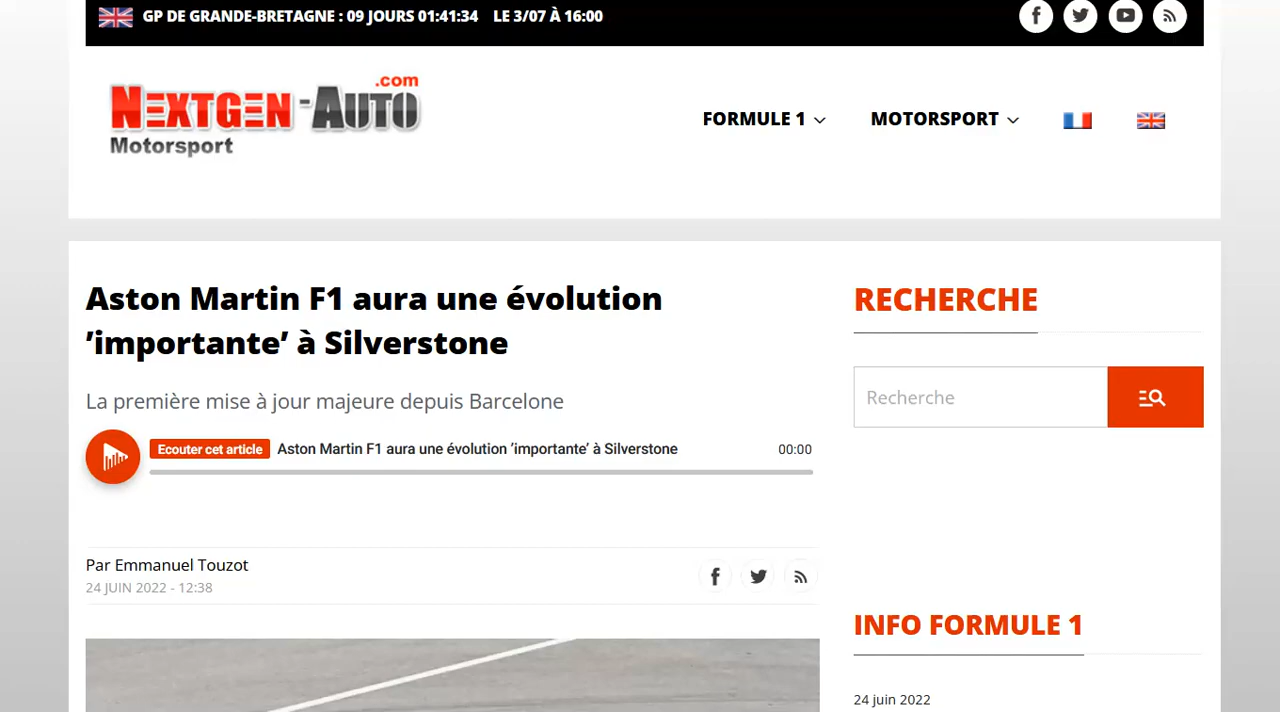 GP DE GRANDE-BRETAGNE : 09 JOURS 01:41:34 LE 3/07 À 16:00
NEXTGEN-AUTO.com
Motorsport
FORMULE 1
MOTORSPORT
Aston Martin F1 aura une évolution
’importante’ à Silverstone
La première mise à jour majeure depuis Barcelone
Ecouter cet article Aston Martin F1 aura une évolution ’importante’ à Silverstone 00:00
Par Emmanuel Touzot
24 JUIN 2022 - 12:38
RECHERCHE
Recherche
INFO FORMULE 1
24 juin 2022